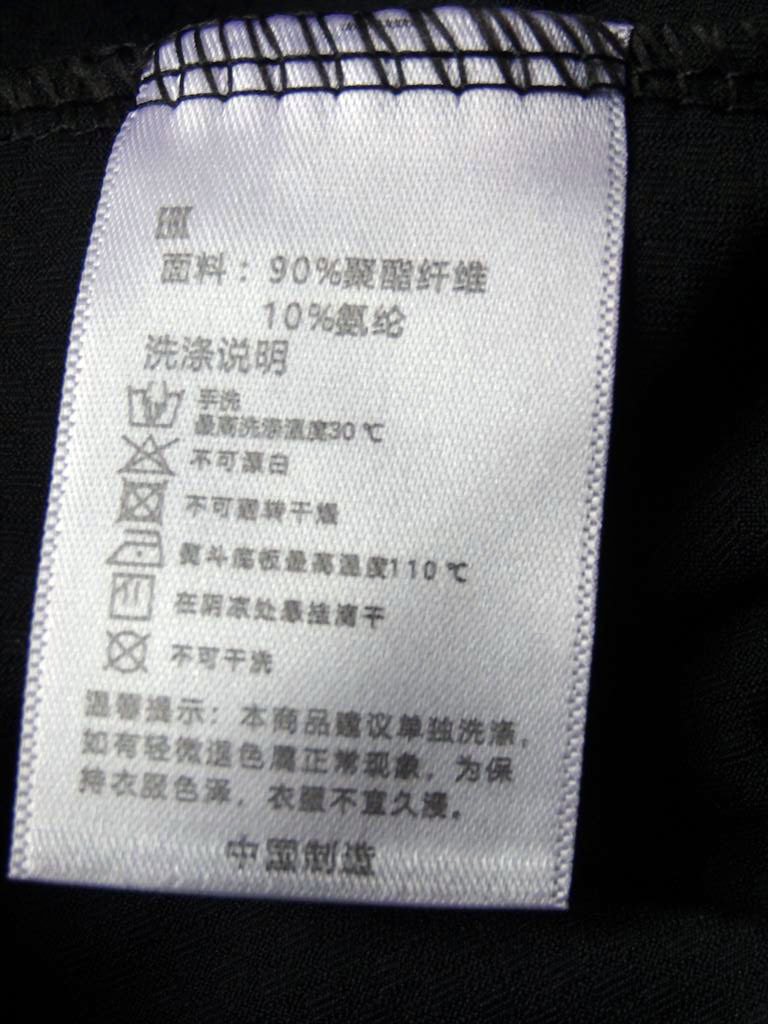 EAC
面料：90%聚酯纤维
10%氨纶
洗涤说明
手洗
最高洗涤温度30℃
不可漂白
不可翻转干燥
熨斗底板最高温度110℃
在阴凉处悬挂滴干
不可干洗
温馨提示：本商品建议单独洗涤，
如有轻微退色属正常现象，为保
持衣服色泽，衣服不宜久浸。
中国制造